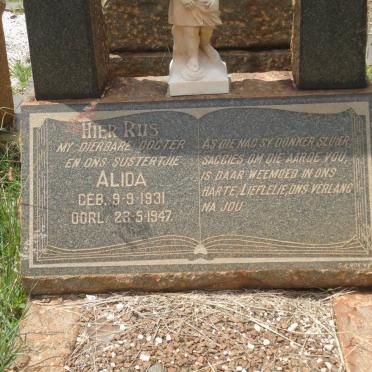 HIER RUS
MY DIERBARE DOGTER
EN ONS SUSTERTJIE
ALIDA
GEB. 9-9-1931
OORL. 23-5-1947
AS DIE NAG SY DONKER SLUIER
SAGGIES OM DIE AARDE VOU,
IS DAAR WEEMOED IN ONS
HARTE, LIEFLELIE, ONS VERLANG
NA JOU.